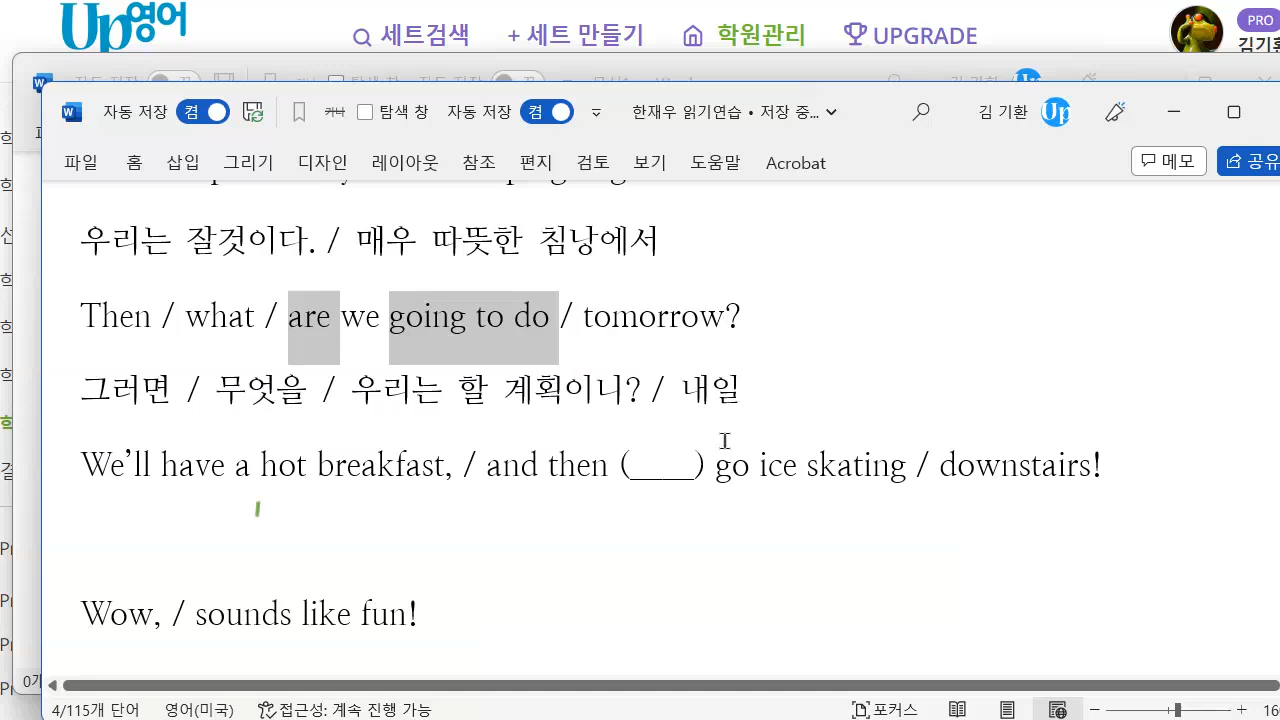 Up영어
세트검색 + 세트 만들기 학원관리 UPGRADE PRO
자동 저장 켬 가나 탐색 창 자동 저장 켬 한재우 읽기연습 • 저장 중... 김 기환 Up
파일 홈 삽입 그리기 디자인 레이아웃 참조 편지 검토 보기 도움말 Acrobat 메모 공유
우리는 잘것이다. / 매우 따뜻한 침낭에서
Then / what / are we going to do / tomorrow?
그러면 / 무엇을 / 우리는 할 계획이니? / 내일
We’ll have a hot breakfast, / and then (____) go ice skating / downstairs!
Wow, / sounds like fun!
4/115개 단어 영어(미국) 접근성: 계속 진행 가능 포커스 16